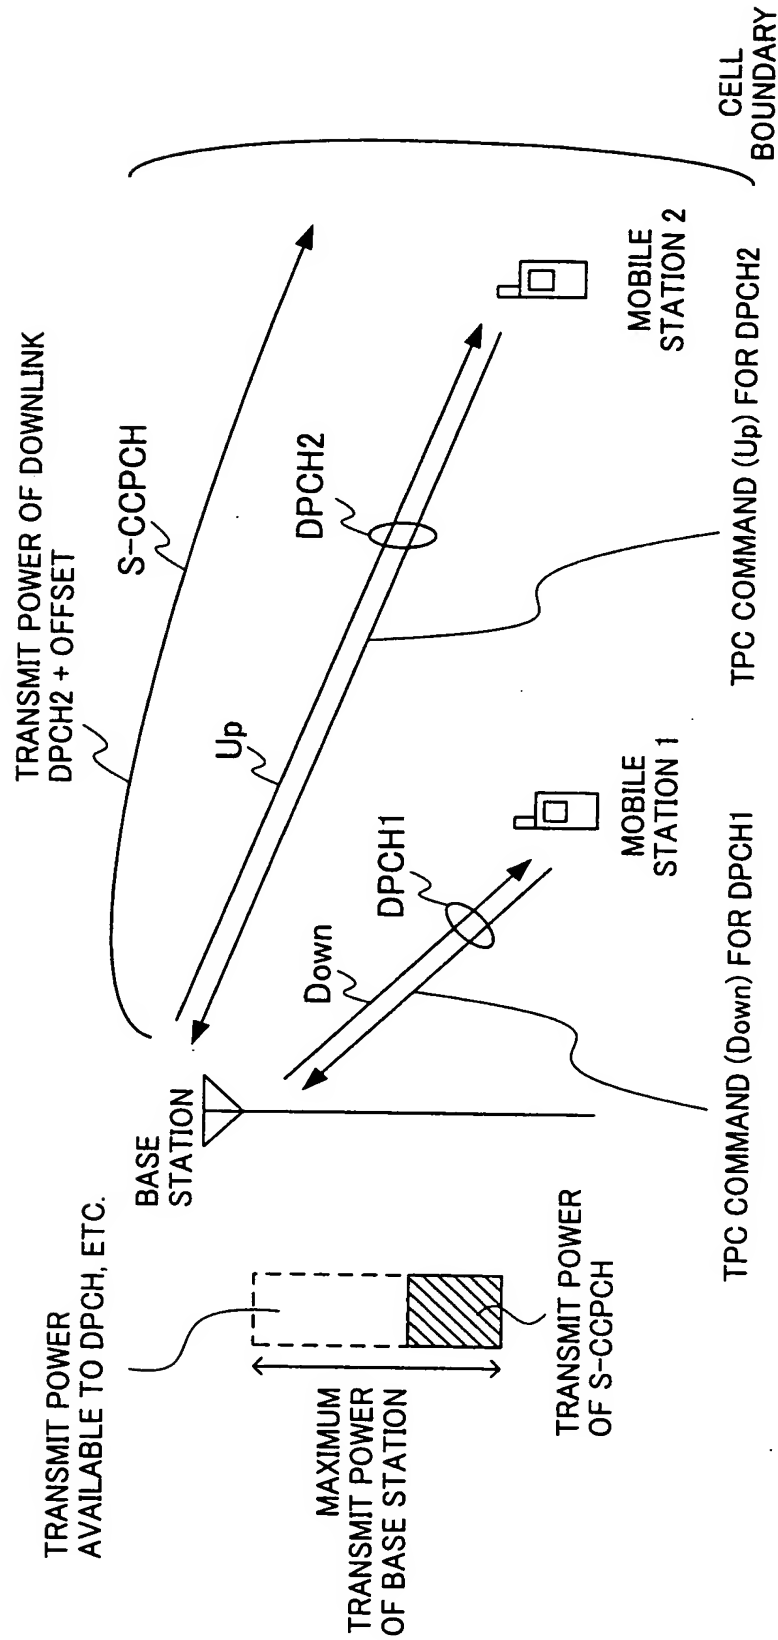 TRANSMIT POWER
AVAILABLE TO DPCH, ETC.
MAXIMUM
TRANSMIT POWER
OF BASE STATION
TRANSMIT POWER
OF S-CCPCH
BASE
STATION
TRANSMIT POWER OF DOWNLINK
DPCH2 + OFFSET
S-CCPCH
Up
DPCH2
Down
DPCH1
MOBILE
STATION 1
MOBILE
STATION 2
TPC COMMAND (Down) FOR DPCH1
TPC COMMAND (Up) FOR DPCH2
CELL
BOUNDARY